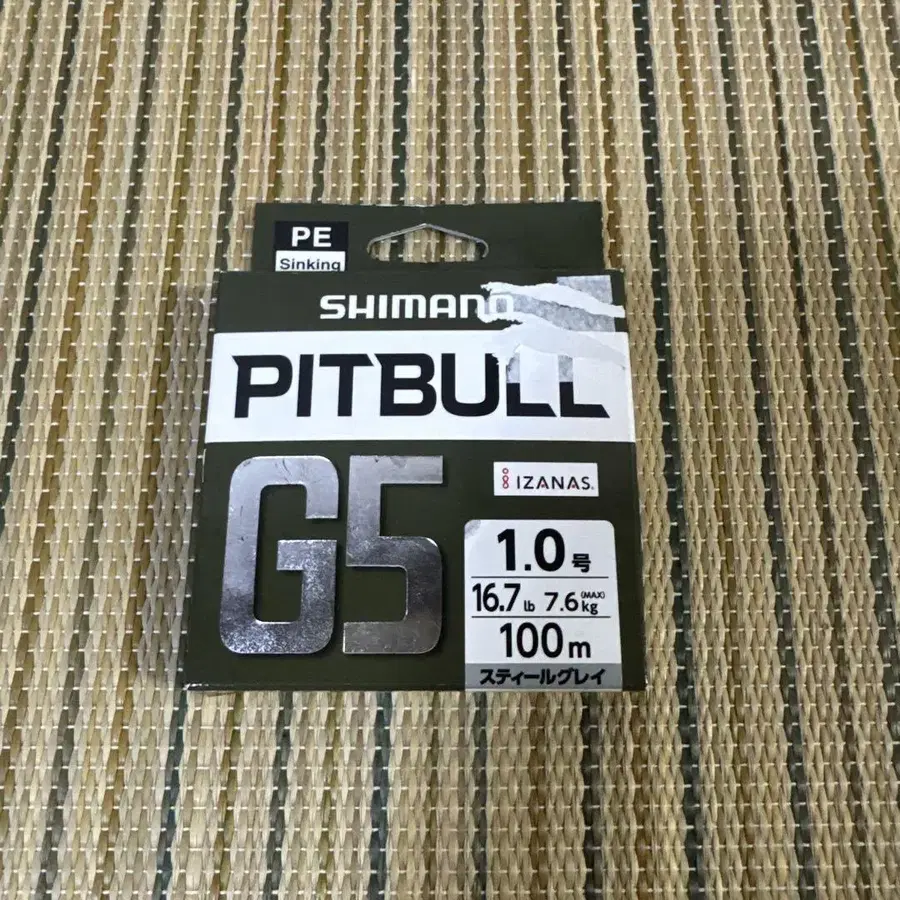 PE
Sinking
SHIMANO
PITBULL
G5
IZANAS®
1.0号
16.7lb 7.6kg (MAX)
100m
スティールグレイ